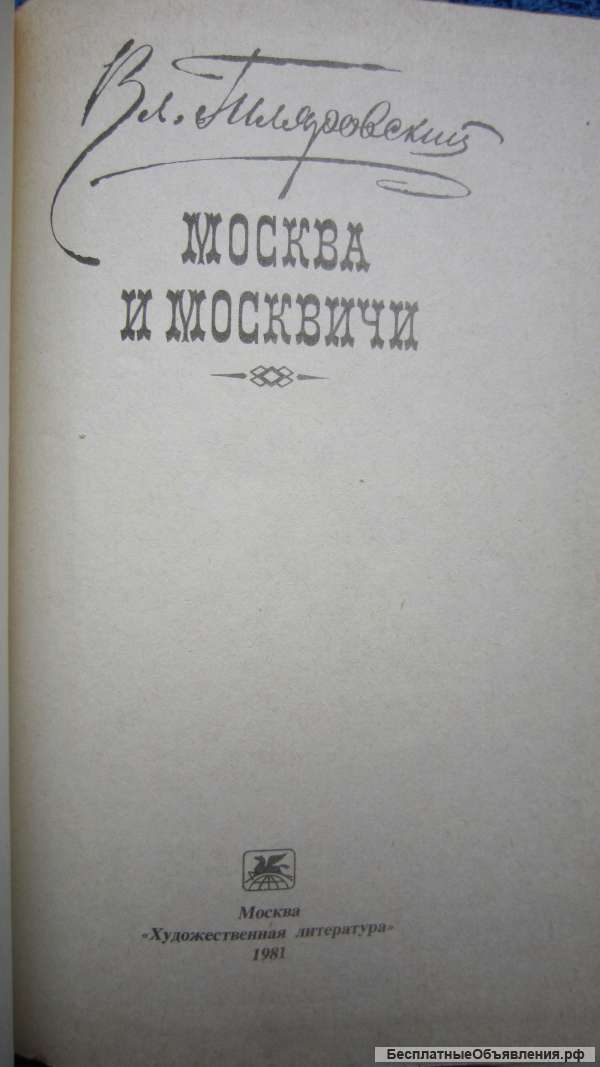 Вл. Гиляровский
МОСКВА
И МОСКВИЧИ
Москва
«Художественная литература»
1981
БесплатныеОбъявления.рф